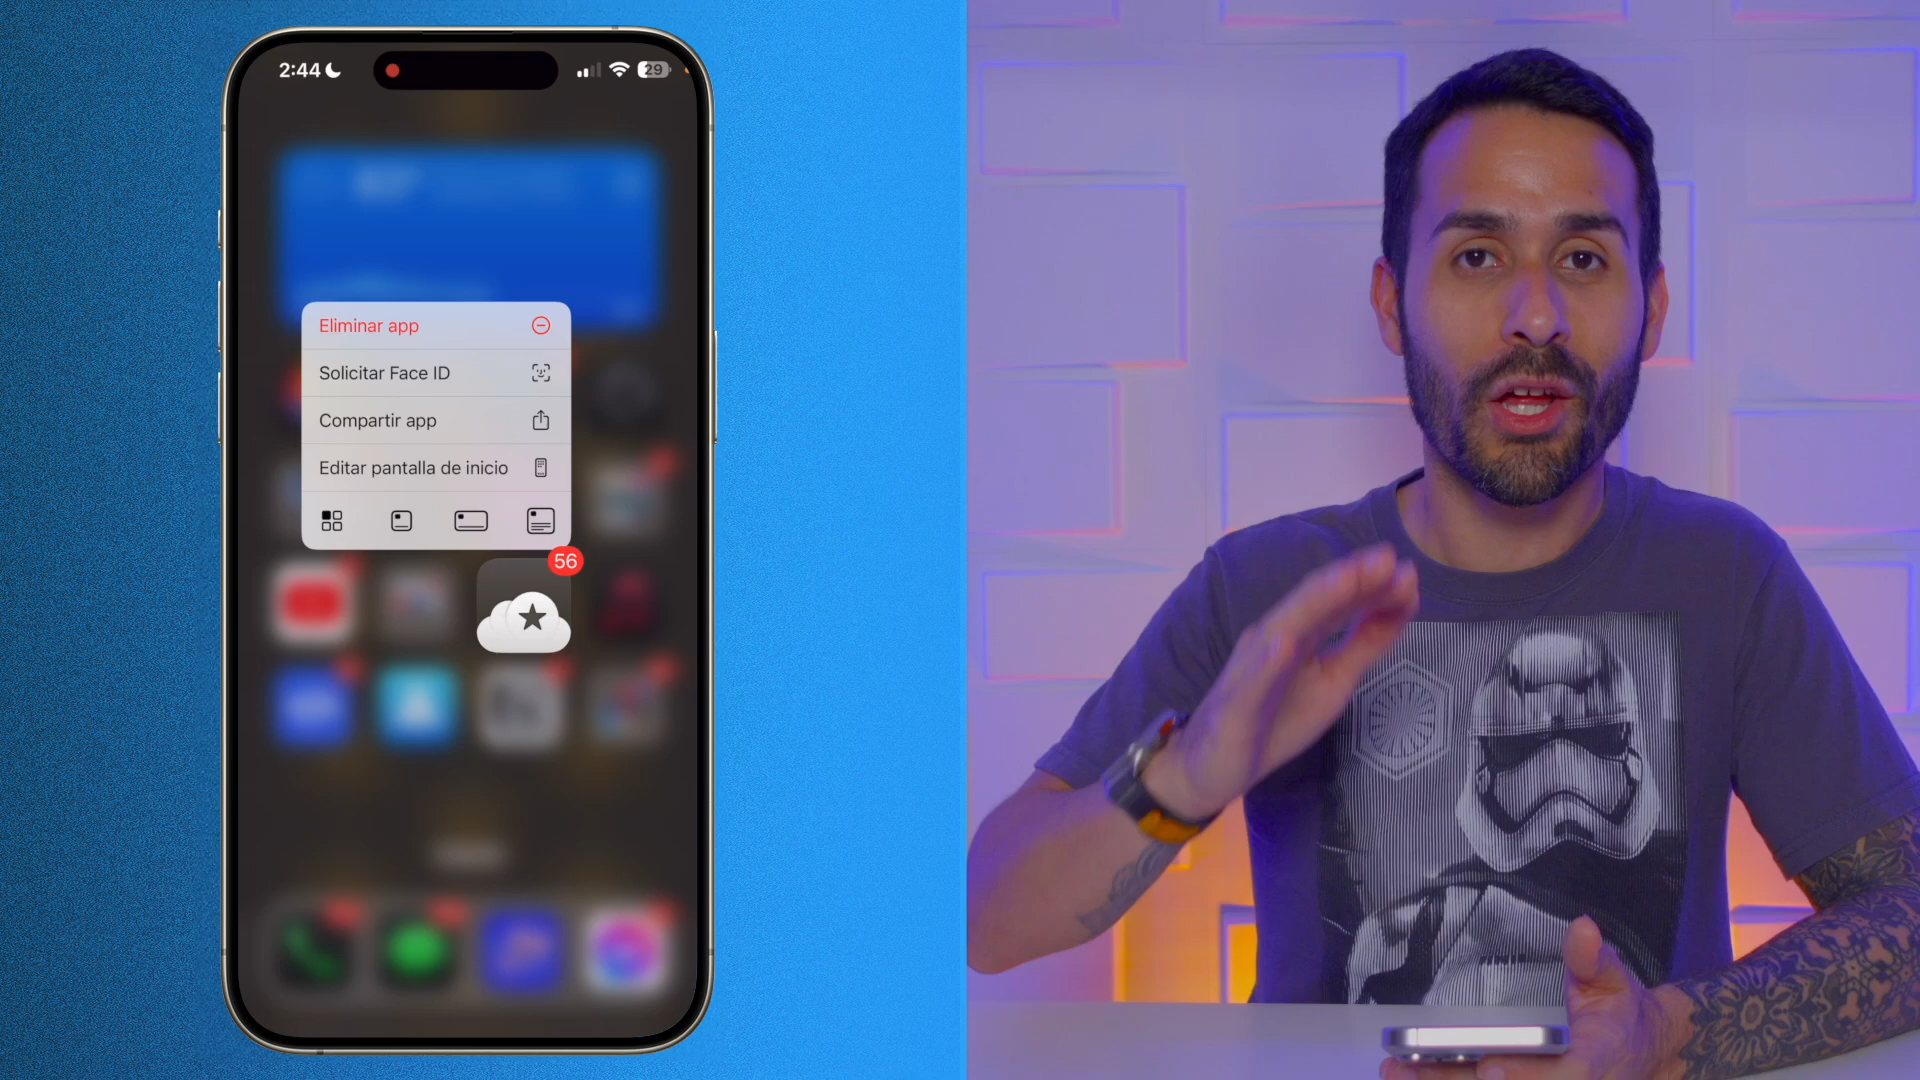 2:44
29
Eliminar app
Solicitar Face ID
Compartir app
Editar pantalla de inicio
56